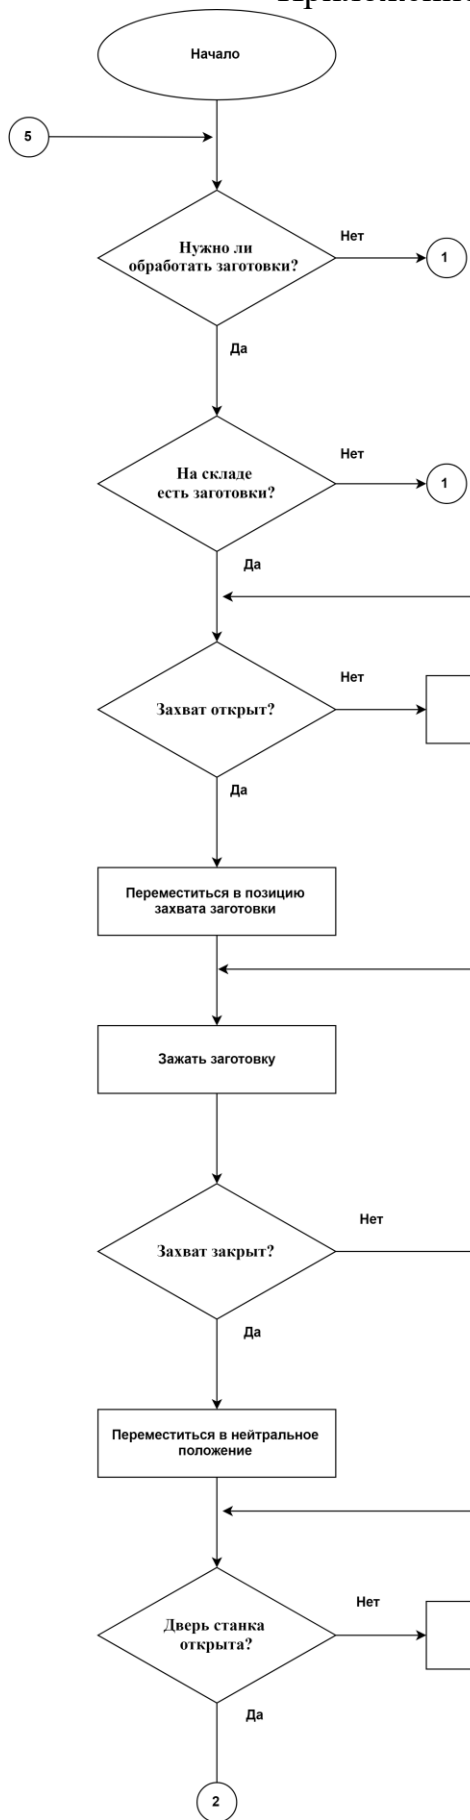 Начало
5
Нужно ли
обработать заготовки?
Нет
1
Да
На складе
есть заготовки?
Нет
1
Да
Захват открыт?
Нет
Да
Переместиться в позицию
захвата заготовки
Зажать заготовку
Захват закрыт?
Нет
Да
Переместиться в нейтральное
положение
Дверь станка
открыта?
Нет
Да
2